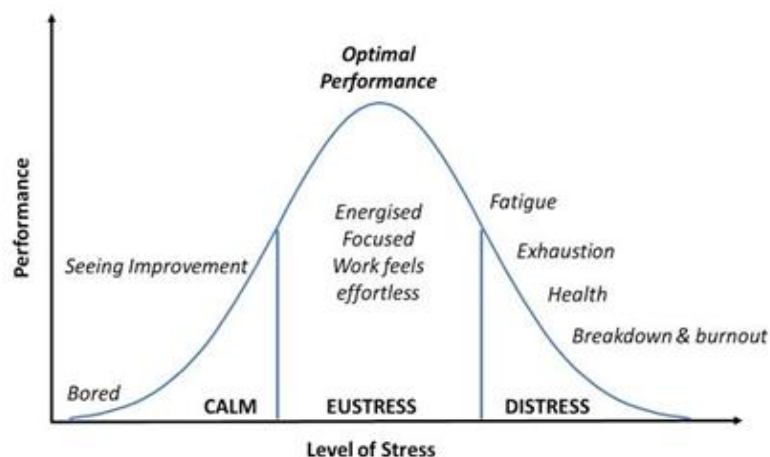 Optimal
Performance
Performance
Energised
Focused
Work feels
effortless
Seeing Improvement
Fatigue
Exhaustion
Health
Breakdown & burnout
Bored
CALM
EUSTRESS
DISTRESS
Level of Stress